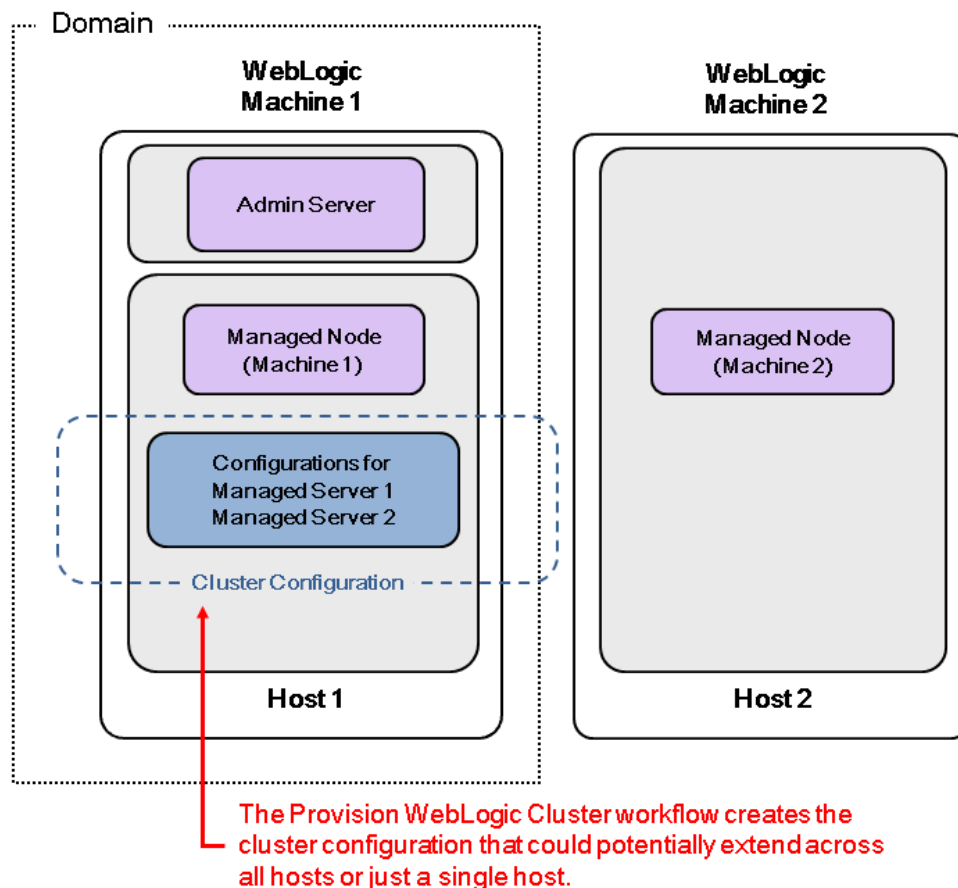 Domain
WebLogic
Machine 1
WebLogic
Machine 2
Admin Server
Managed Node
(Machine 1)
Managed Node
(Machine 2)
Configurations for
Managed Server 1
Managed Server 2
Cluster Configuration
Host 1
Host 2
The Provision WebLogic Cluster workflow creates the
cluster configuration that could potentially extend across
all hosts or just a single host.